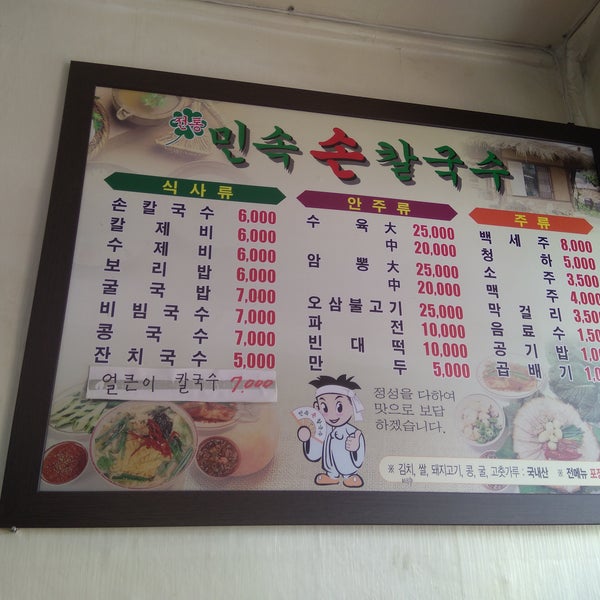 전통 민속 손 칼국수
식사류
손칼국수 6,000
칼제비 6,000
수제비 6,000
보리밥 6,000
굴국밥 7,000
비빔국수 7,000
콩국수 7,000
잔치국수 5,000
얼큰이 칼국수 7,000
안주류
수육 大 25,000
中 20,000
암뽕 大 25,000
中 20,000
오삼불고기 25,000
파전 10,000
빈대떡 10,000
만두 5,000
주류
백세주 8,000
청하 5,000
소주 3,500
맥주 4,000
막걸리 3,500
음료수
공기밥
곱배기
정성을 다하여
맛으로 보답
하겠습니다.
※ 김치, 쌀, 돼지고기, 콩, 굴, 고춧가루 : 국내산 ※ 전메뉴